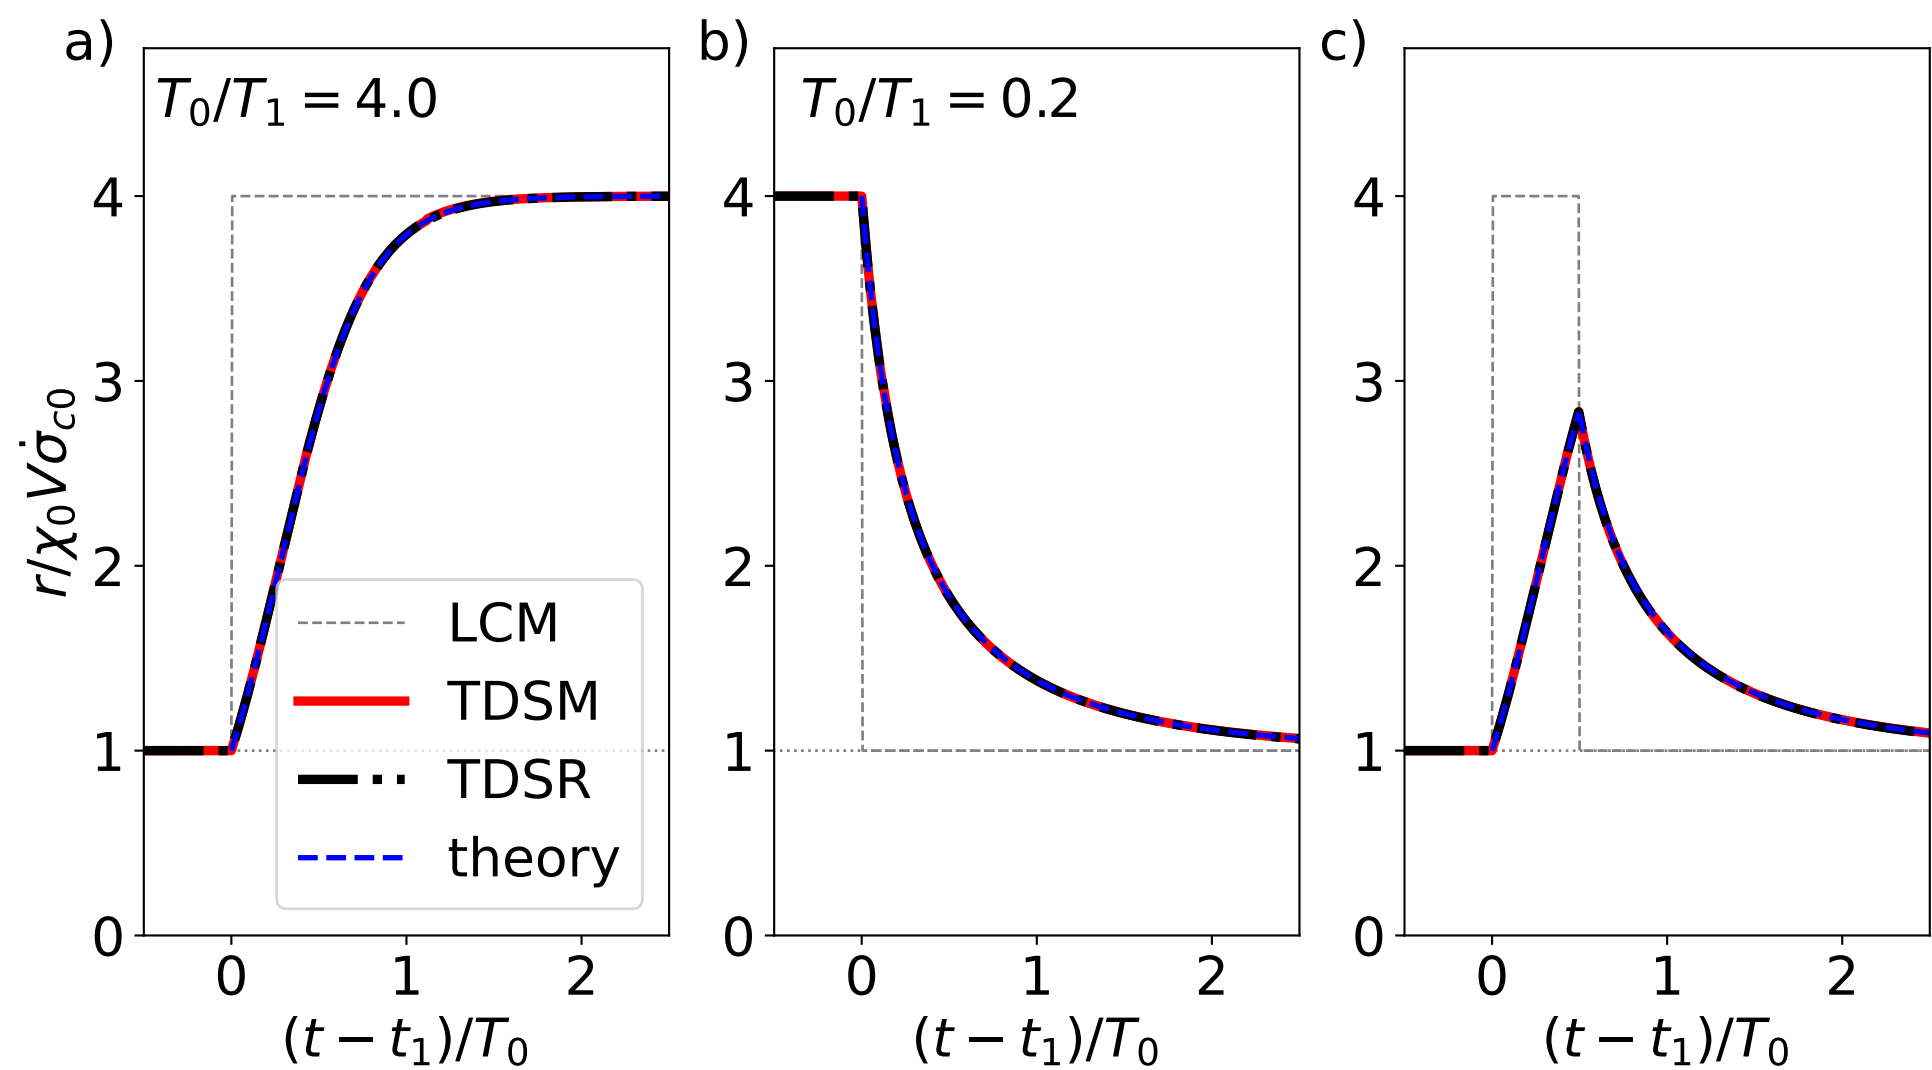 a)
T₀/T₁ = 4.0
4
3
2
1
0
r/χ₀Vσ̇c0
LCM
TDSM
TDSR
theory
0 1 2
(t − t₁)/T₀
b)
T₀/T₁ = 0.2
4
3
2
1
0
0 1 2
(t − t₁)/T₀
c)
4
3
2
1
0
0 1 2
(t − t₁)/T₀